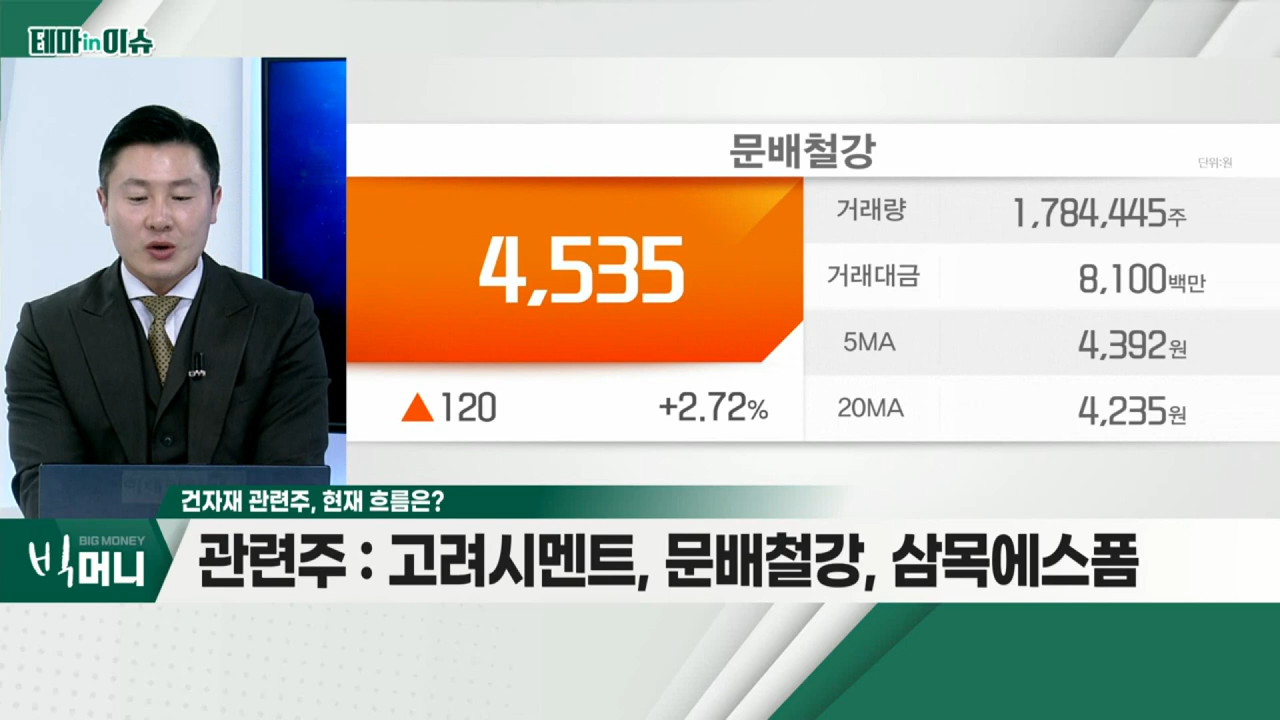 테마in이슈
문배철강
단위:원
4,535
▲120 +2.72%
거래량 1,784,445주
거래대금 8,100백만
5MA 4,392원
20MA 4,235원
건자재 관련주, 현재 흐름은?
BIG MONEY
빅머니
관련주 : 고려시멘트, 문배철강, 삼목에스폼